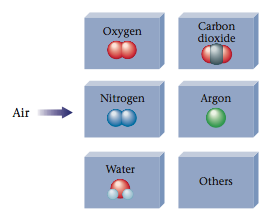 Oxygen
Carbon
dioxide
Air
Nitrogen
Argon
Water
Others